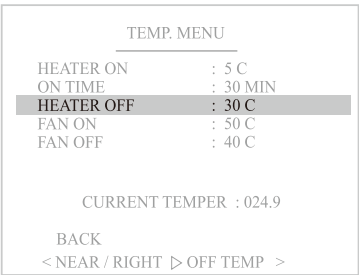 TEMP. MENU
HEATER ON : 5 C
ON TIME : 30 MIN
HEATER OFF : 30 C
FAN ON : 50 C
FAN OFF : 40 C
CURRENT TEMPER : 024.9
BACK
< NEAR / RIGHT ▷ OFF TEMP >